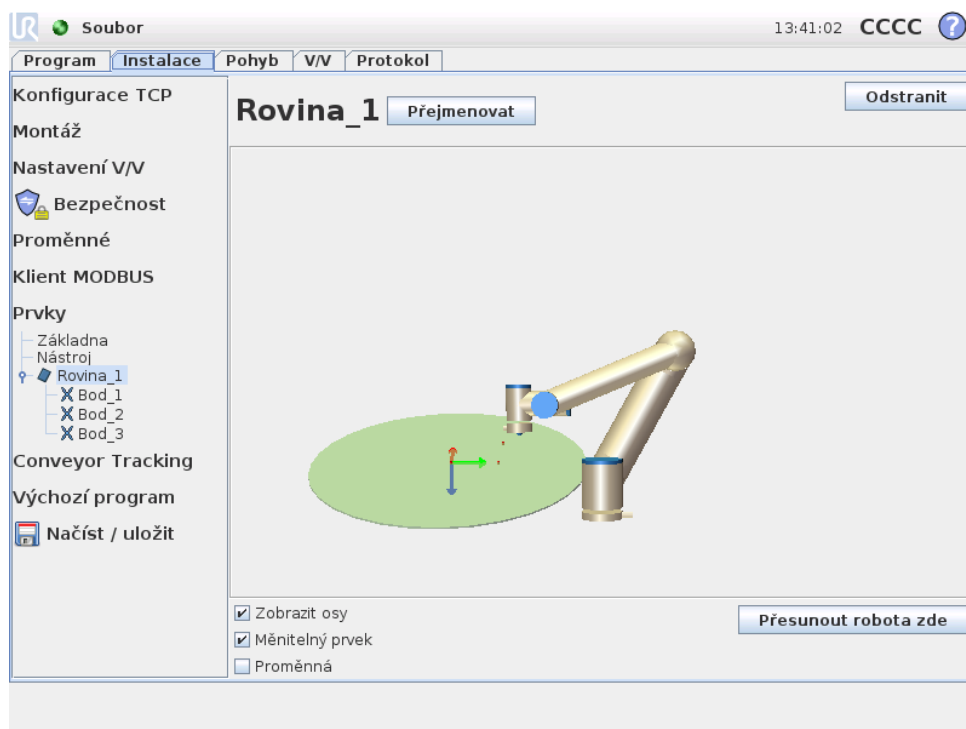 UR Soubor 13:41:02 CCCC ?
Program Instalace Pohyb V/V Protokol
Konfigurace TCP
Montáž
Nastavení V/V
Bezpečnost
Proměnné
Klient MODBUS
Prvky
Základna
Nástroj
Rovina_1
Bod_1
Bod_2
Bod_3
Conveyor Tracking
Výchozí program
Načíst / uložit
Rovina_1 Přejmenovat Odstranit
Zobrazit osy
Měnitelný prvek
Proměnná
Přesunout robota zde